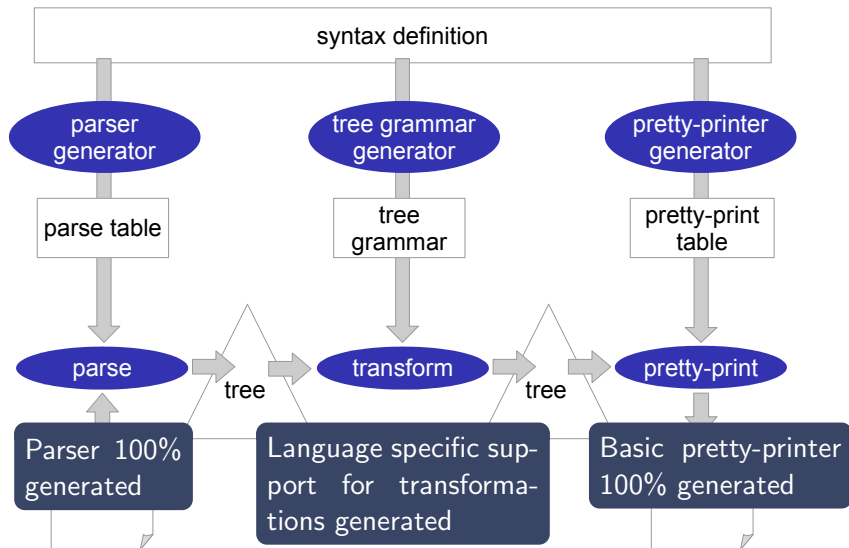 syntax definition
parser
generator
tree grammar
generator
pretty-printer
generator
parse table
tree
grammar
pretty-print
table
parse
tree
transform
tree
pretty-print
Parser 100%
generated
Language specific sup-
port for transforma-
tions generated
Basic pretty-printer
100% generated